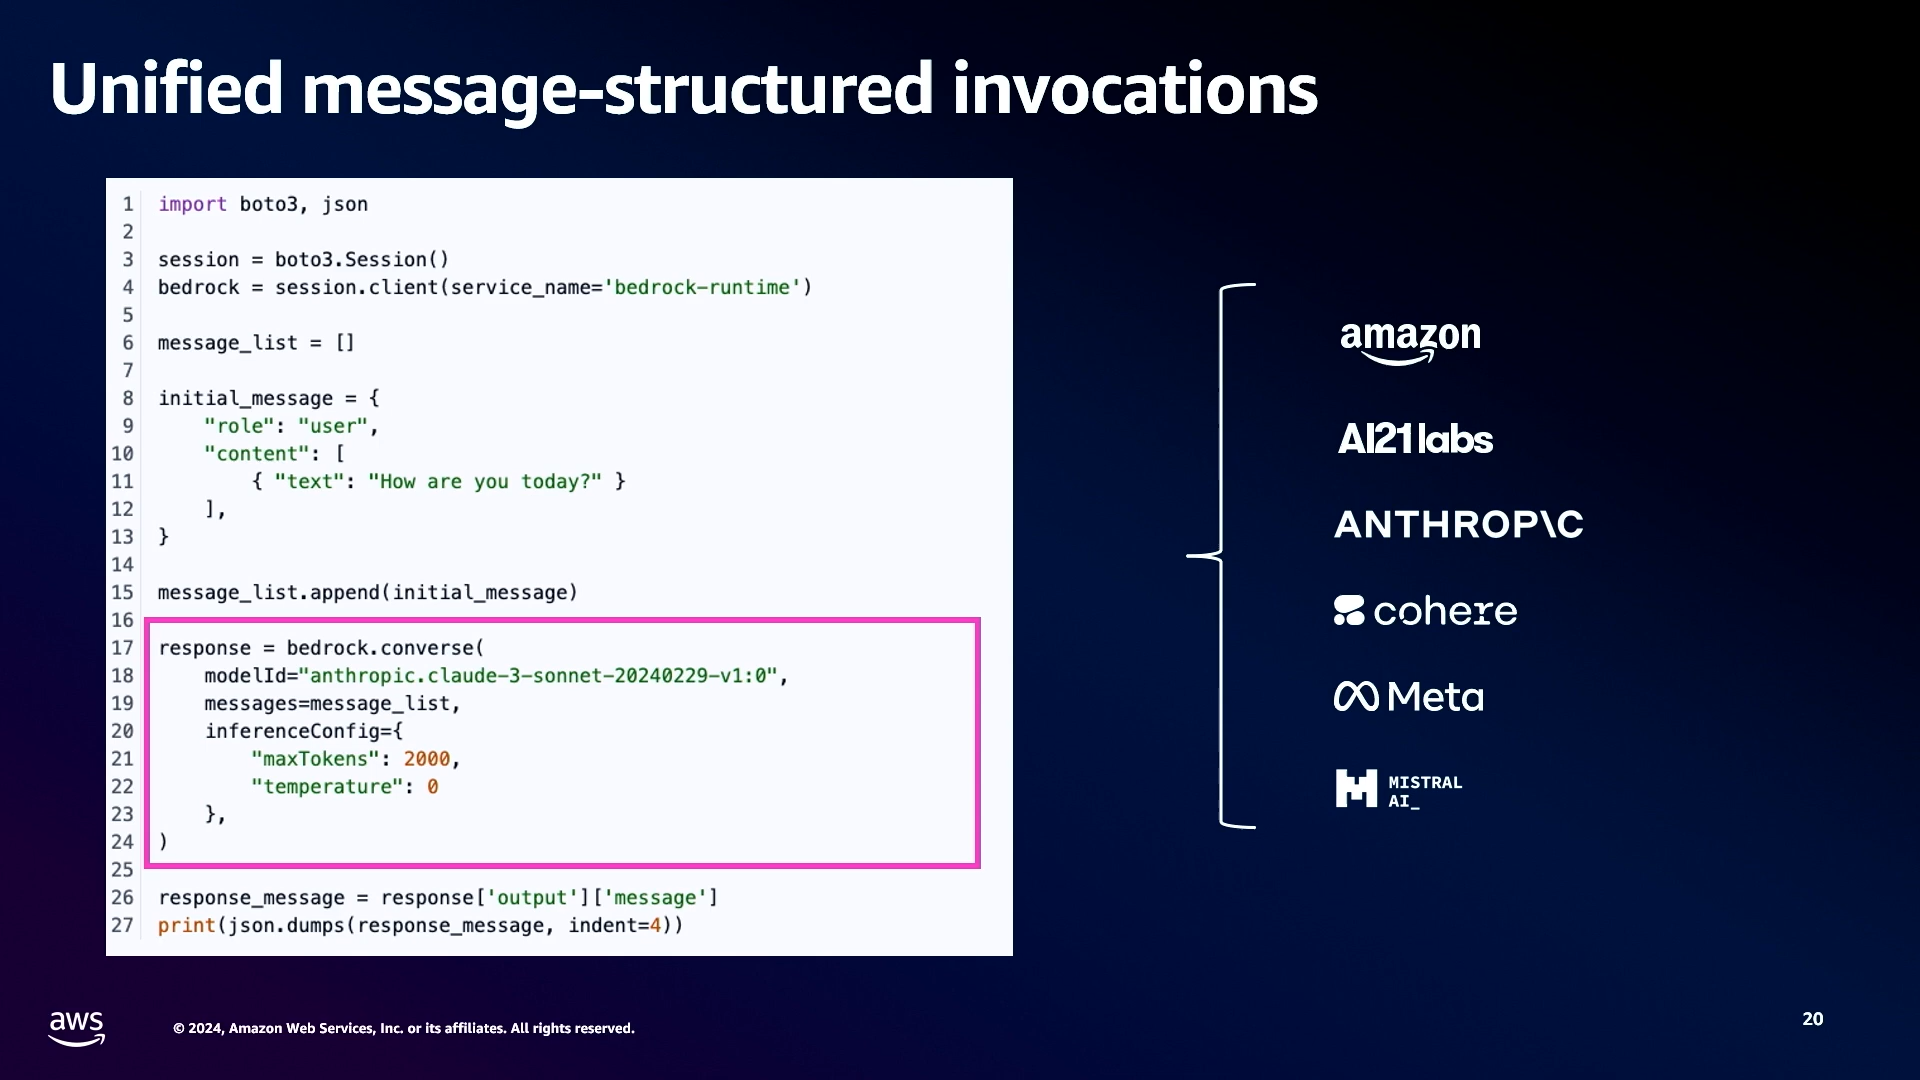 Unified message-structured invocations
1 import boto3, json
2
3 session = boto3.Session()
4 bedrock = session.client(service_name='bedrock-runtime')
5
6 message_list = []
7
8 initial_message = {
9     "role": "user",
10     "content": [
11         { "text": "How are you today?" }
12     ],
13 }
14
15 message_list.append(initial_message)
16
17 response = bedrock.converse(
18     modelId="anthropic.claude-3-sonnet-20240229-v1:0",
19     messages=message_list,
20     inferenceConfig={
21         "maxTokens": 2000,
22         "temperature": 0
23     },
24 )
25
26 response_message = response['output']['message']
27 print(json.dumps(response_message, indent=4))
amazon
AI21labs
ANTHROP\C
cohere
Meta
MISTRAL
AI_
aws
© 2024, Amazon Web Services, Inc. or its affiliates. All rights reserved.
20